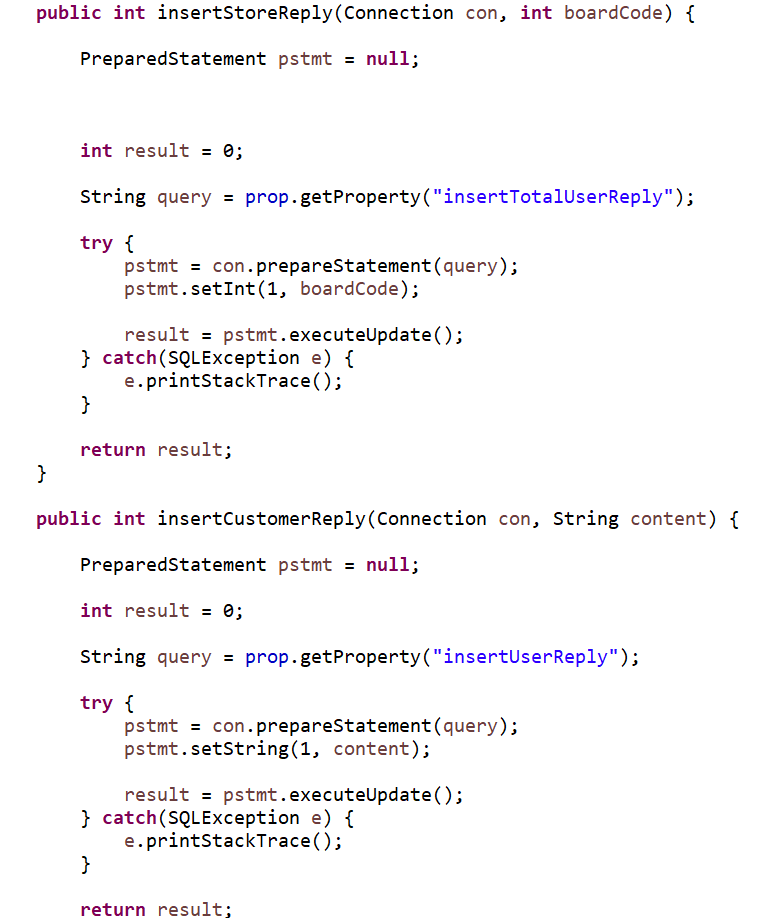 public int insertStoreReply(Connection con, int boardCode) {
PreparedStatement pstmt = null;
int result = 0;
String query = prop.getProperty("insertTotalUserReply");
try {
pstmt = con.prepareStatement(query);
pstmt.setInt(1, boardCode);
result = pstmt.executeUpdate();
} catch(SQLException e) {
e.printStackTrace();
}
return result;
}
public int insertCustomerReply(Connection con, String content) {
PreparedStatement pstmt = null;
int result = 0;
String query = prop.getProperty("insertUserReply");
try {
pstmt = con.prepareStatement(query);
pstmt.setString(1, content);
result = pstmt.executeUpdate();
} catch(SQLException e) {
e.printStackTrace();
}
return result;